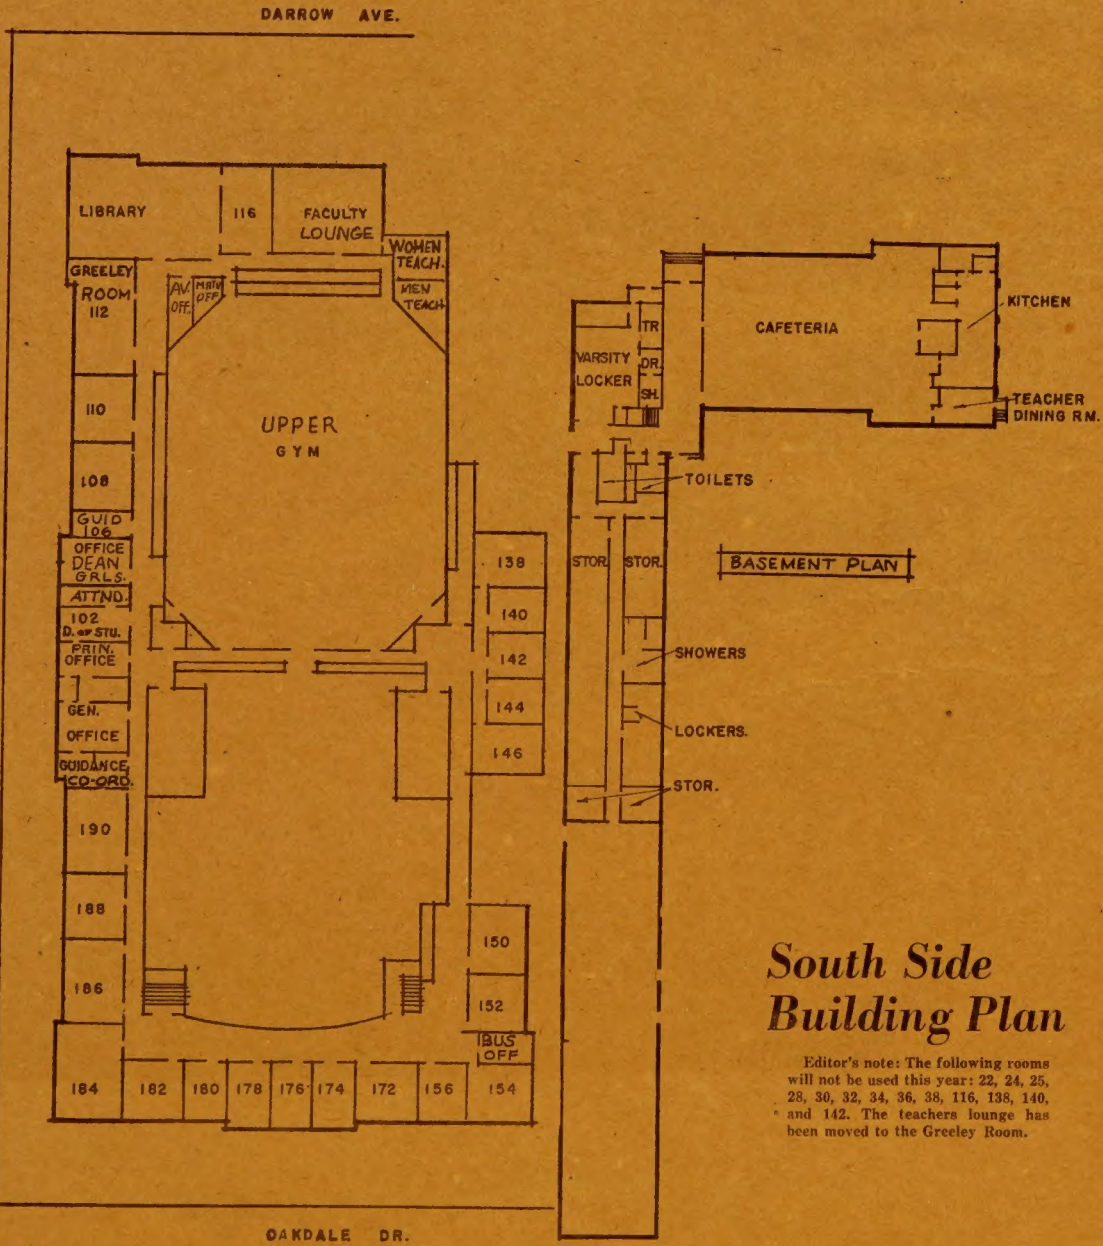 DARROW AVE.
LIBRARY
116
FACULTY
LOUNGE
WOMEN
TEACH.
MEN
TEACH
GREELEY
ROOM
112
AV.
OFF.
OFF
110
108
UPPER
GYM
GUID
106
OFFICE
DEAN
GRLS.
ATTND.
102
D. OF STU.
PRIN.
OFFICE
GEN.
OFFICE
GUIDANCE
CO-ORD.
190
188
186
184
182
180
178
176
174
172
156
154
BUS
OFF
152
150
146
144
142
140
138
OAKDALE DR.
VARSITY
LOCKER
TR
DR.
SH.
CAFETERIA
KITCHEN
TEACHER
DINING RM.
TOILETS
STOR.
STOR.
BASEMENT PLAN
SHOWERS
LOCKERS.
STOR.
South Side
Building Plan
Editor's note: The following rooms
will not be used this year: 22, 24, 25,
28, 30, 32, 34, 36, 38, 116, 138, 140,
and 142. The teachers lounge has
been moved to the Greeley Room.